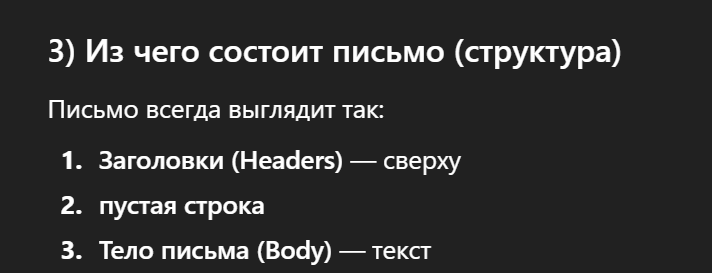 3) Из чего состоит письмо (структура)
Письмо всегда выглядит так:
1. Заголовки (Headers) — сверху
2. пустая строка
3. Тело письма (Body) — текст